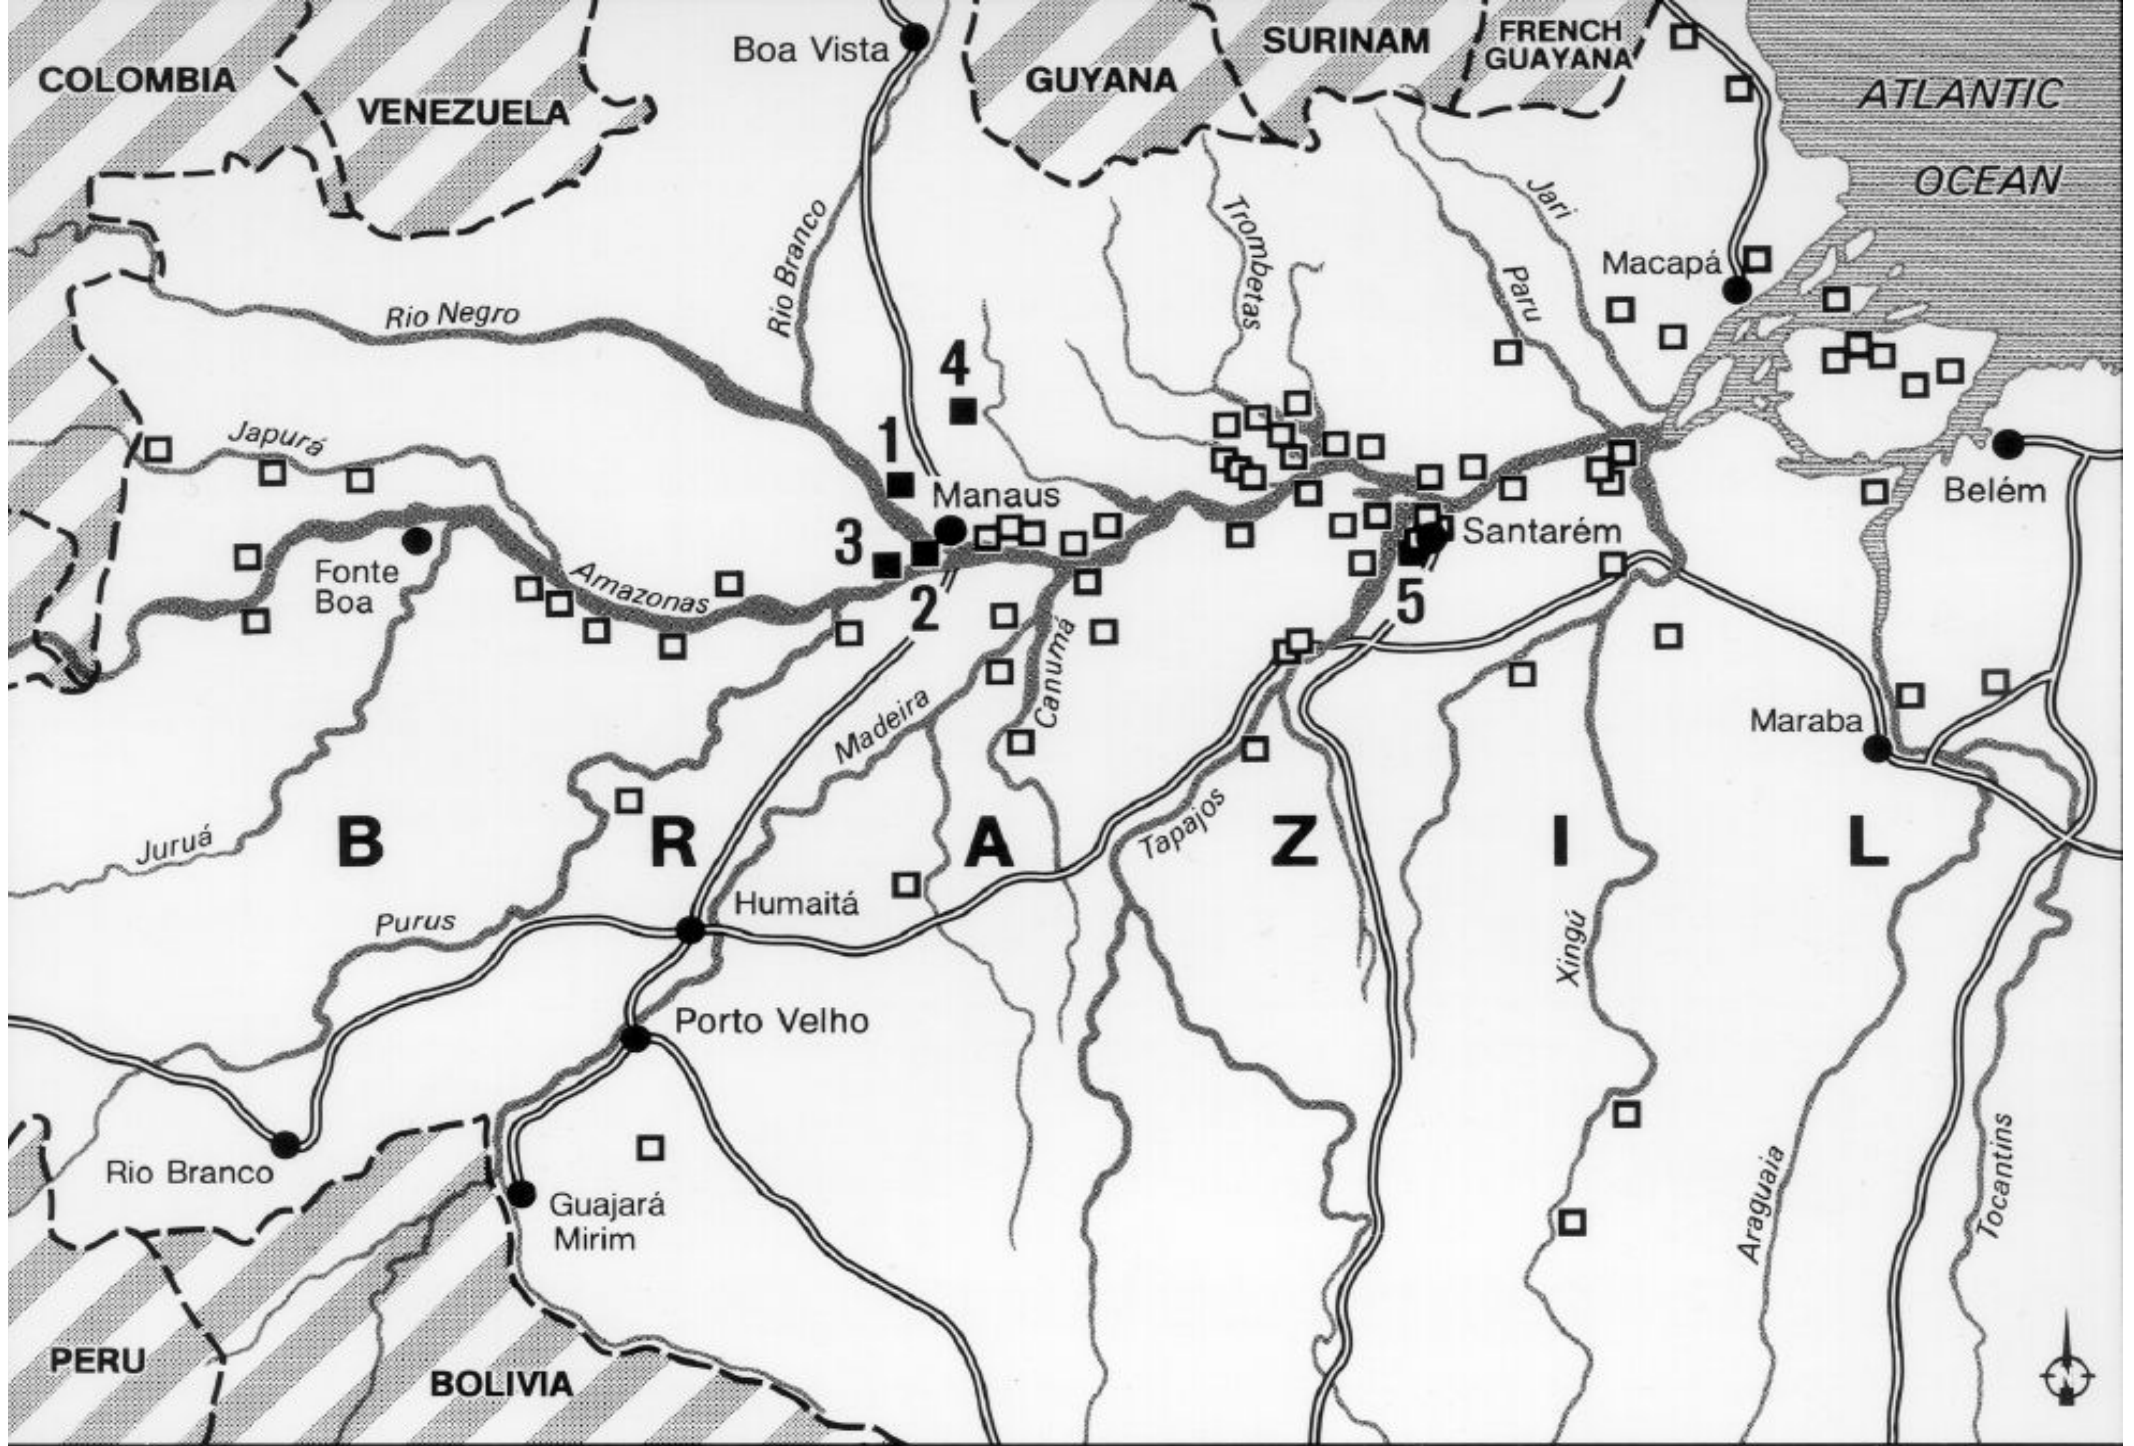 Boa Vista
SURINAM
FRENCH
GUAYANA
COLOMBIA
GUYANA
ATLANTIC
VENEZUELA
OCEAN
Jari
Trombetas
Rio Branco
Macapá
Paru
Rio Negro
4
Japurá
1
Manaus
Belém
Santarém
3
Fonte
Boa
Amazonas
2
5
Canumá
Madeira
Maraba
Tapajos
Juruá
B R A Z I L
Humaitá
Purus
Xingú
Porto Velho
Rio Branco
Guajará
Mirim
Araguaia
Tocantins
PERU
BOLIVIA
N